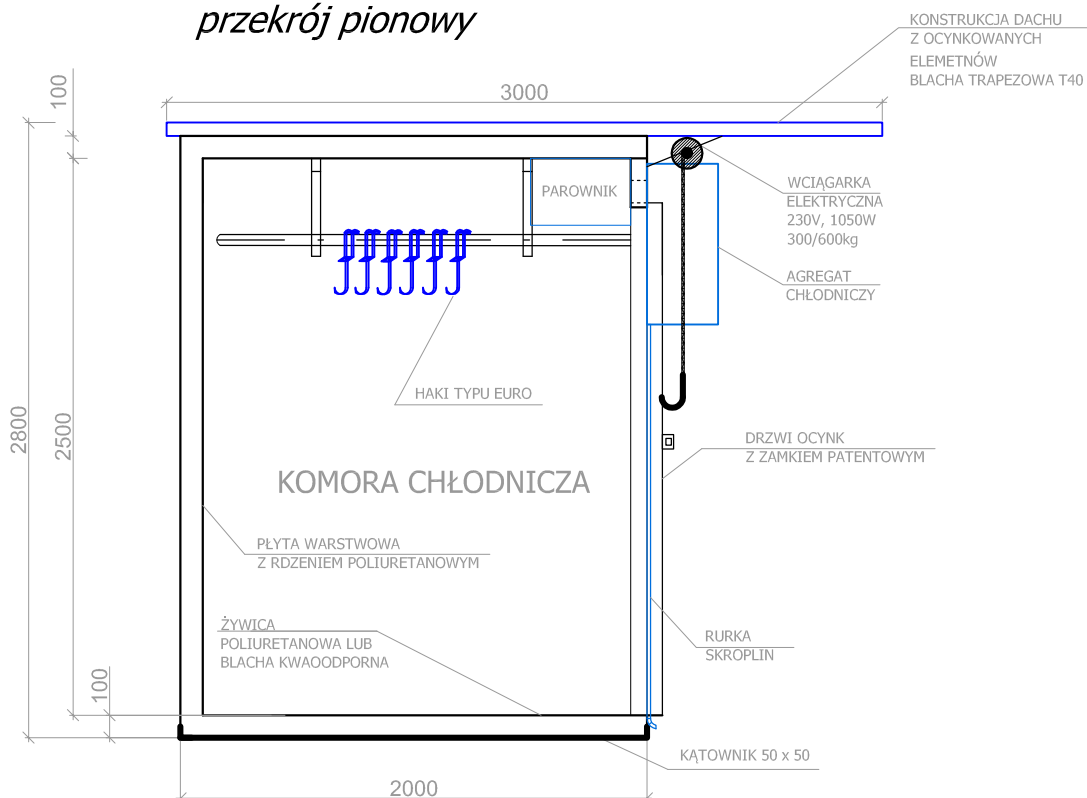 przekrój pionowy
KONSTRUKCJA DACHU
Z OCYNKOWANYCH
ELEMETNÓW
BLACHA TRAPEZOWA T40
100
3000
PAROWNIK
WCIĄGARKA
ELEKTRYCZNA
230V, 1050W
300/600kg
AGREGAT
CHŁODNICZY
HAKI TYPU EURO
2800
2500
DRZWI OCYNK
Z ZAMKIEM PATENTOWYM
KOMORA CHŁODNICZA
PŁYTA WARSTWOWA
Z RDZENIEM POLIURETANOWYM
ŻYWICA
POLIURETANOWA LUB
BLACHA KWAOODPORNA
RURKA
SKROPLIN
100
KĄTOWNIK 50 x 50
2000